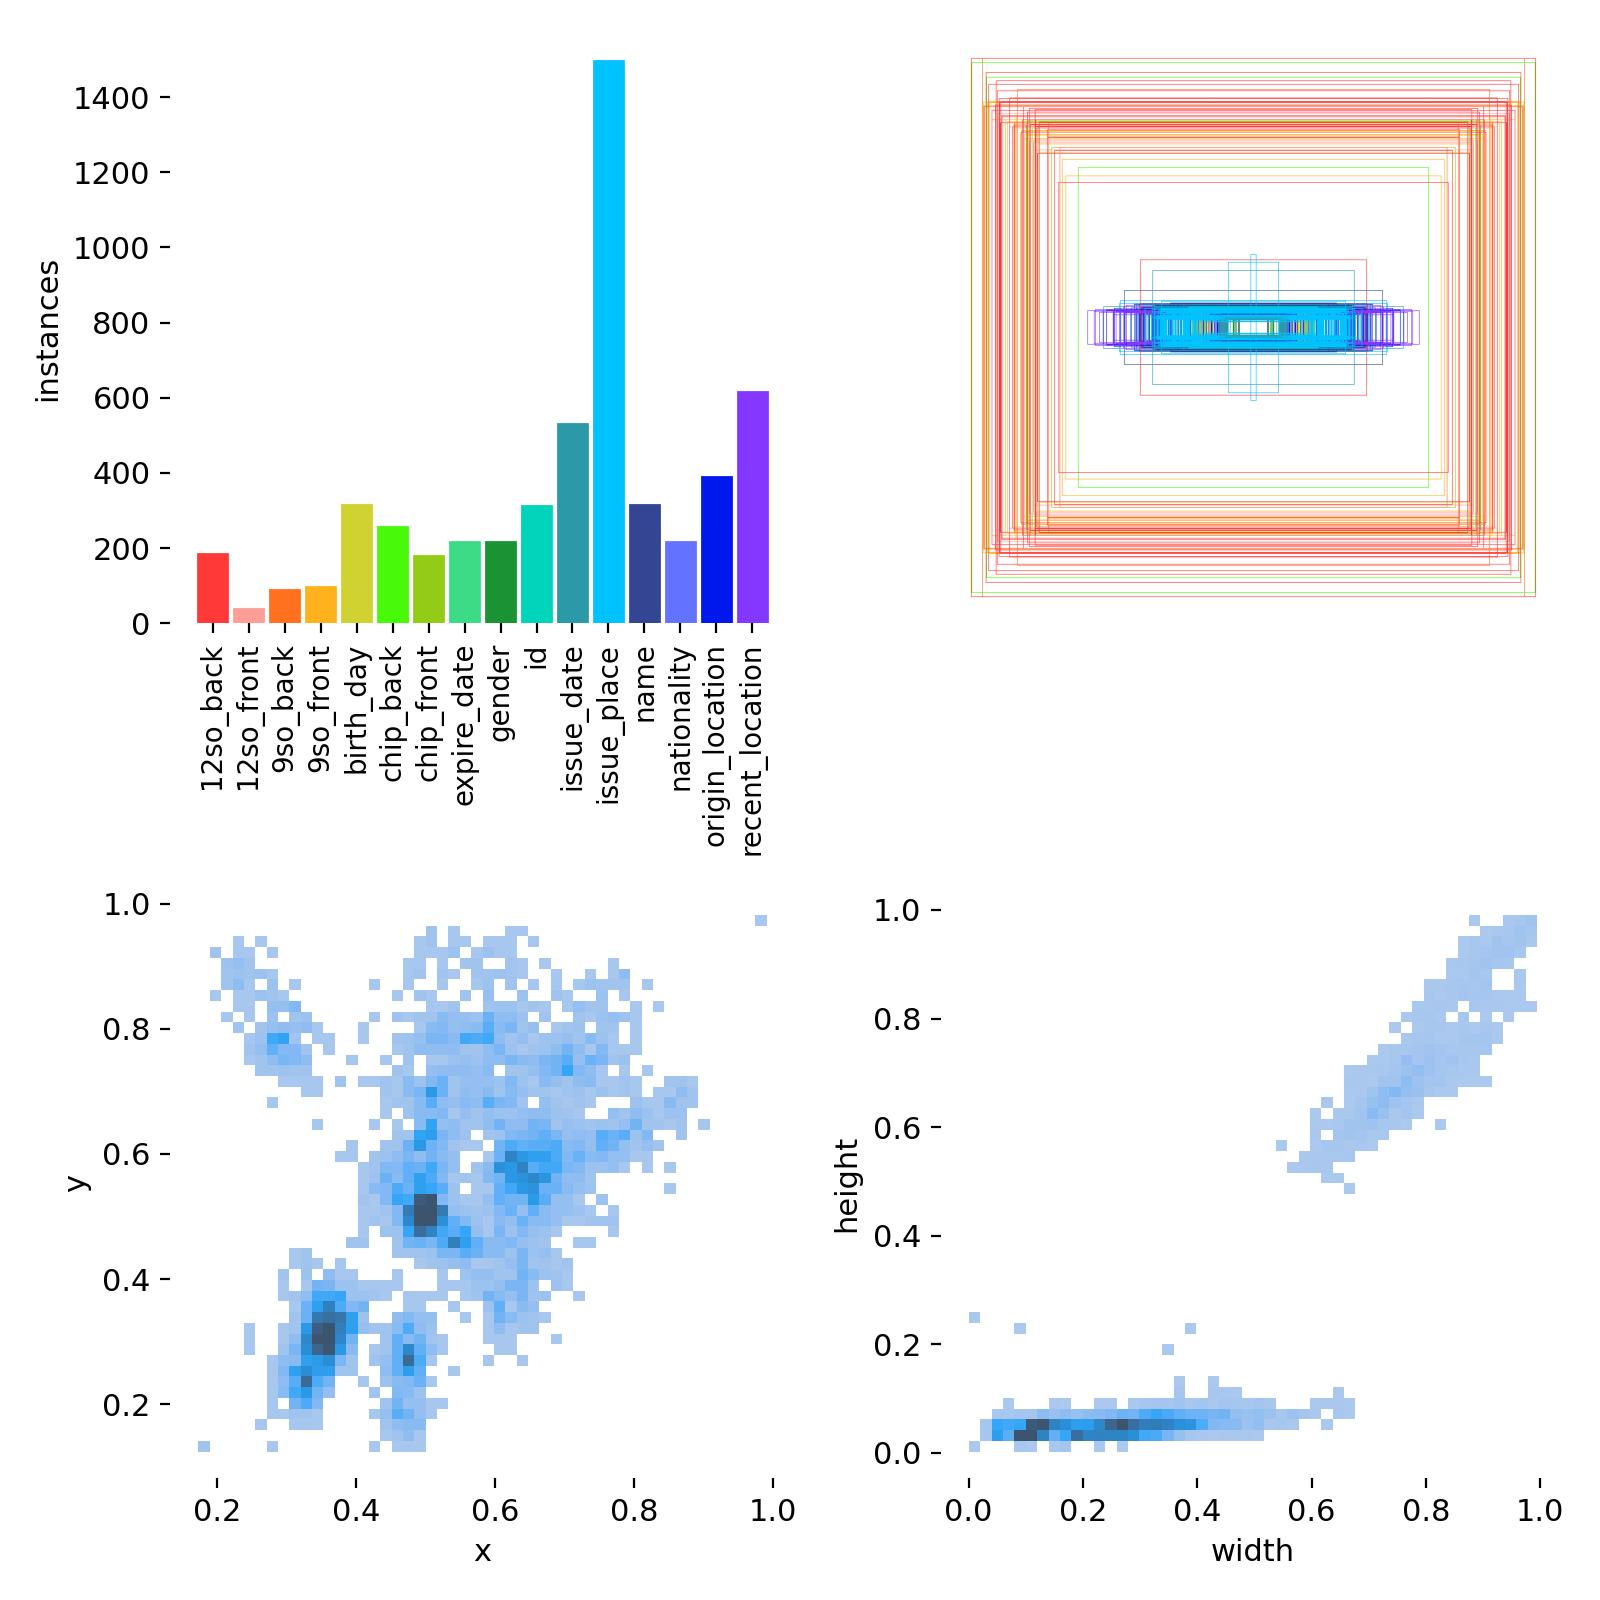 1400
1200
1000
800
600
400
200
0
instances
12so_back
12so_front
9so_back
9so_front
birth_day
chip_back
chip_front
expire_date
gender
id
issue_date
issue_place
name
nationality
origin_location
recent_location
1.0
0.8
0.6
0.4
0.2
y
0.2 0.4 0.6 0.8 1.0
x
1.0
0.8
0.6
0.4
0.2
0.0
height
0.0 0.2 0.4 0.6 0.8 1.0
width